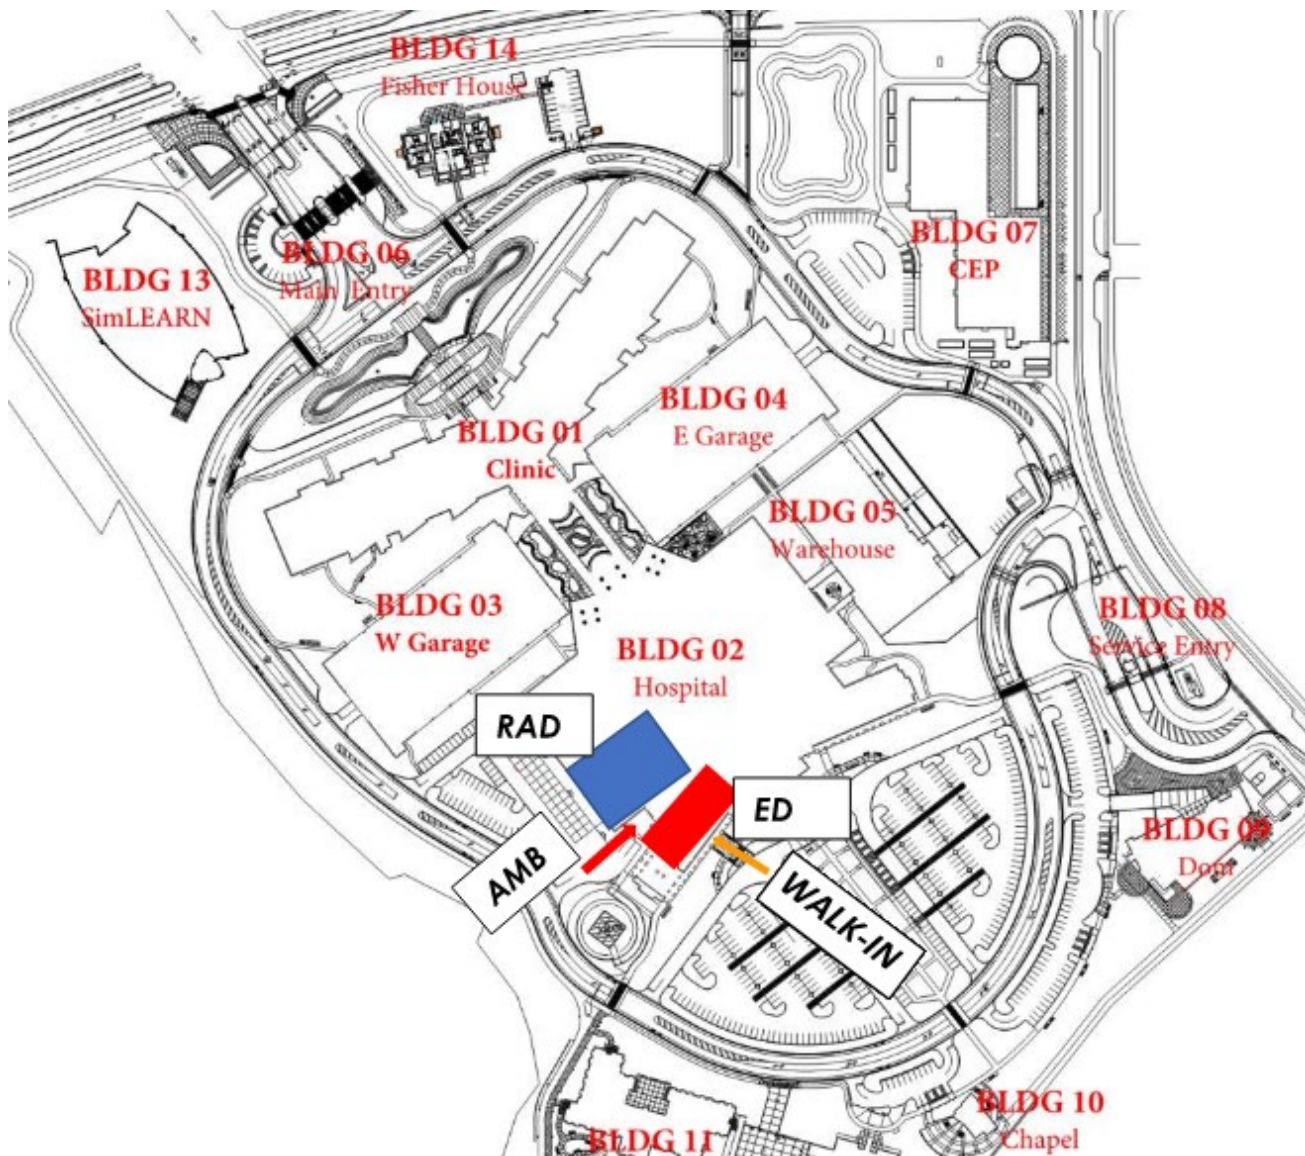 BLDG 14
Fisher House
BLDG 07
CEP
BLDG 06
Main Entry
BLDG 13
SimLEARN
BLDG 04
E Garage
BLDG 01
Clinic
BLDG 05
Warehouse
BLDG 03
W Garage
BLDG 08
Service Entry
BLDG 02
Hospital
RAD
ED
AMB
WALK-IN
BLDG 09
Dom
BLDG 10
Chapel
BLDG 11